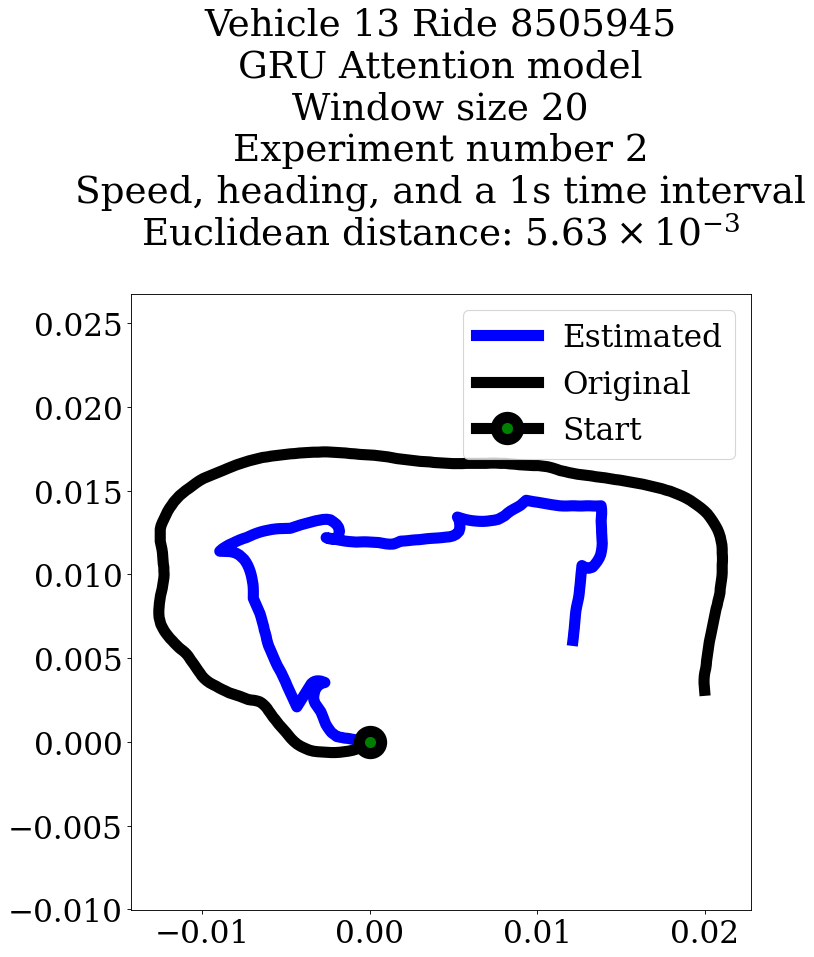 Vehicle 13 Ride 8505945
GRU Attention model
Window size 20
Experiment number 2
Speed, heading, and a 1s time interval
Euclidean distance: 5.63 × 10⁻³
Estimated
Original
Start
0.025
0.020
0.015
0.010
0.005
0.000
−0.005
−0.010
−0.01
0.00
0.01
0.02